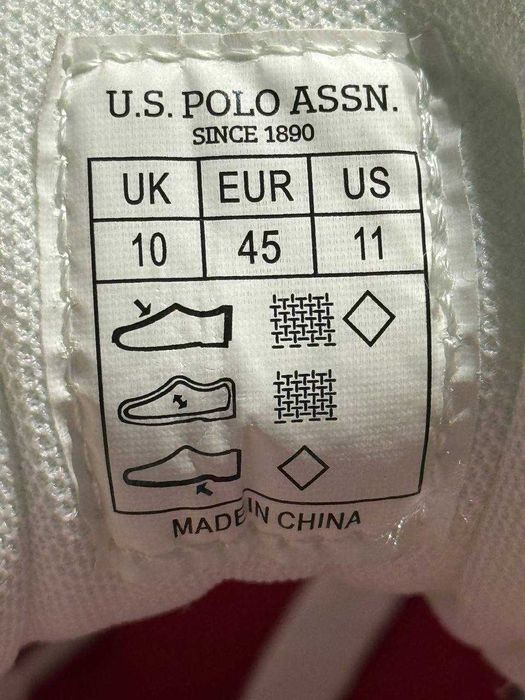 U.S. POLO ASSN.
SINCE 1890
UK EUR US
10 45 11
MADE IN CHINA